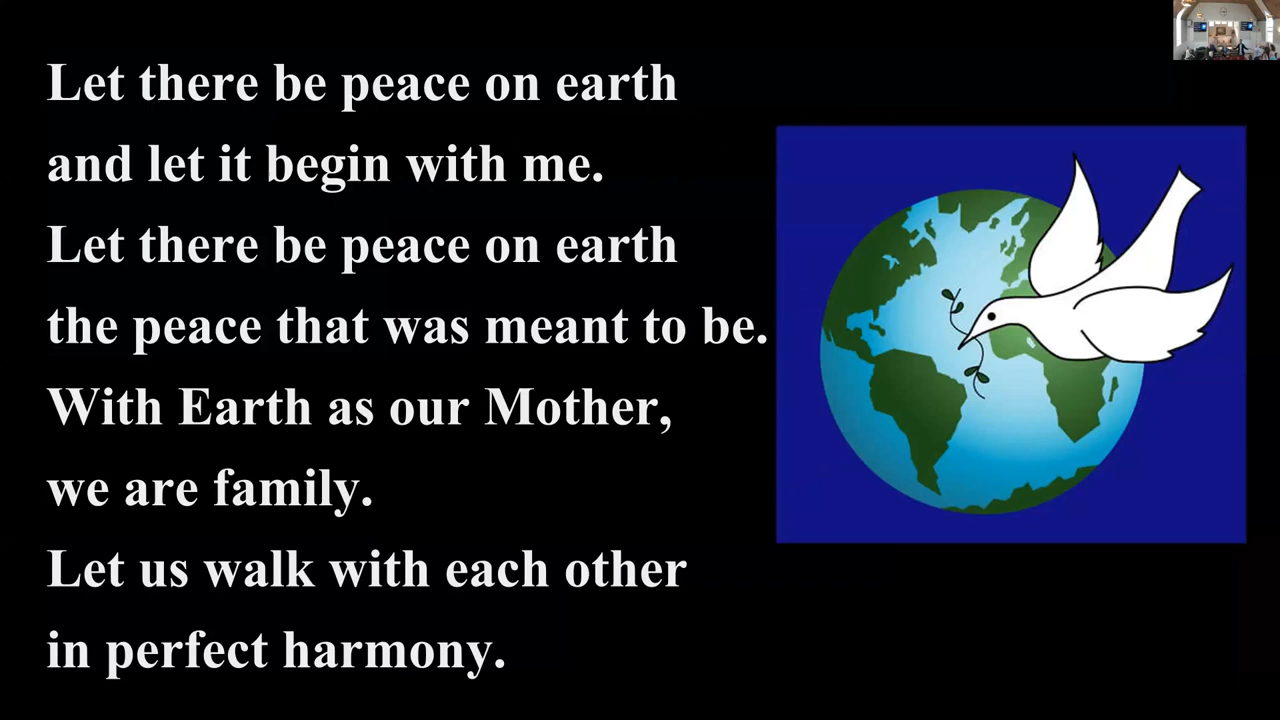 Let there be peace on earth
and let it begin with me.
Let there be peace on earth
the peace that was meant to be.
With Earth as our Mother,
we are family.
Let us walk with each other
in perfect harmony.